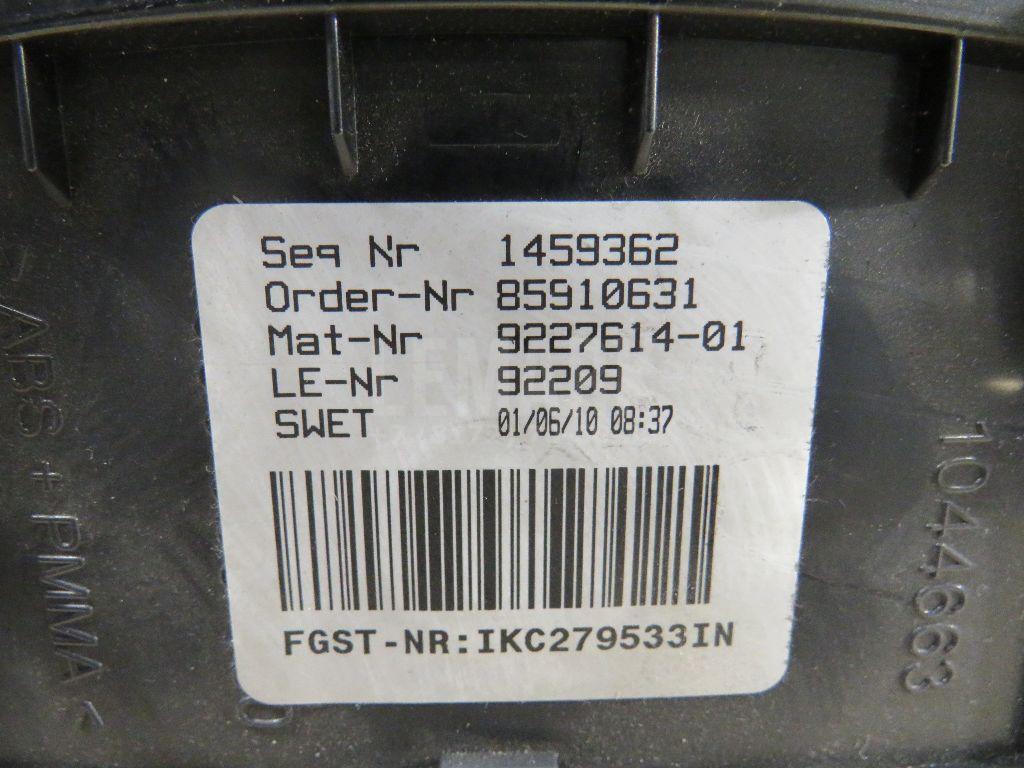 Seq Nr 1459362
Order-Nr 85910631
Mat-Nr 9227614-01
LE-Nr 92209
SWET 01/06/10 08:37
FGST-NR:IKC279533IN
>ABS + PMMA<
1044663